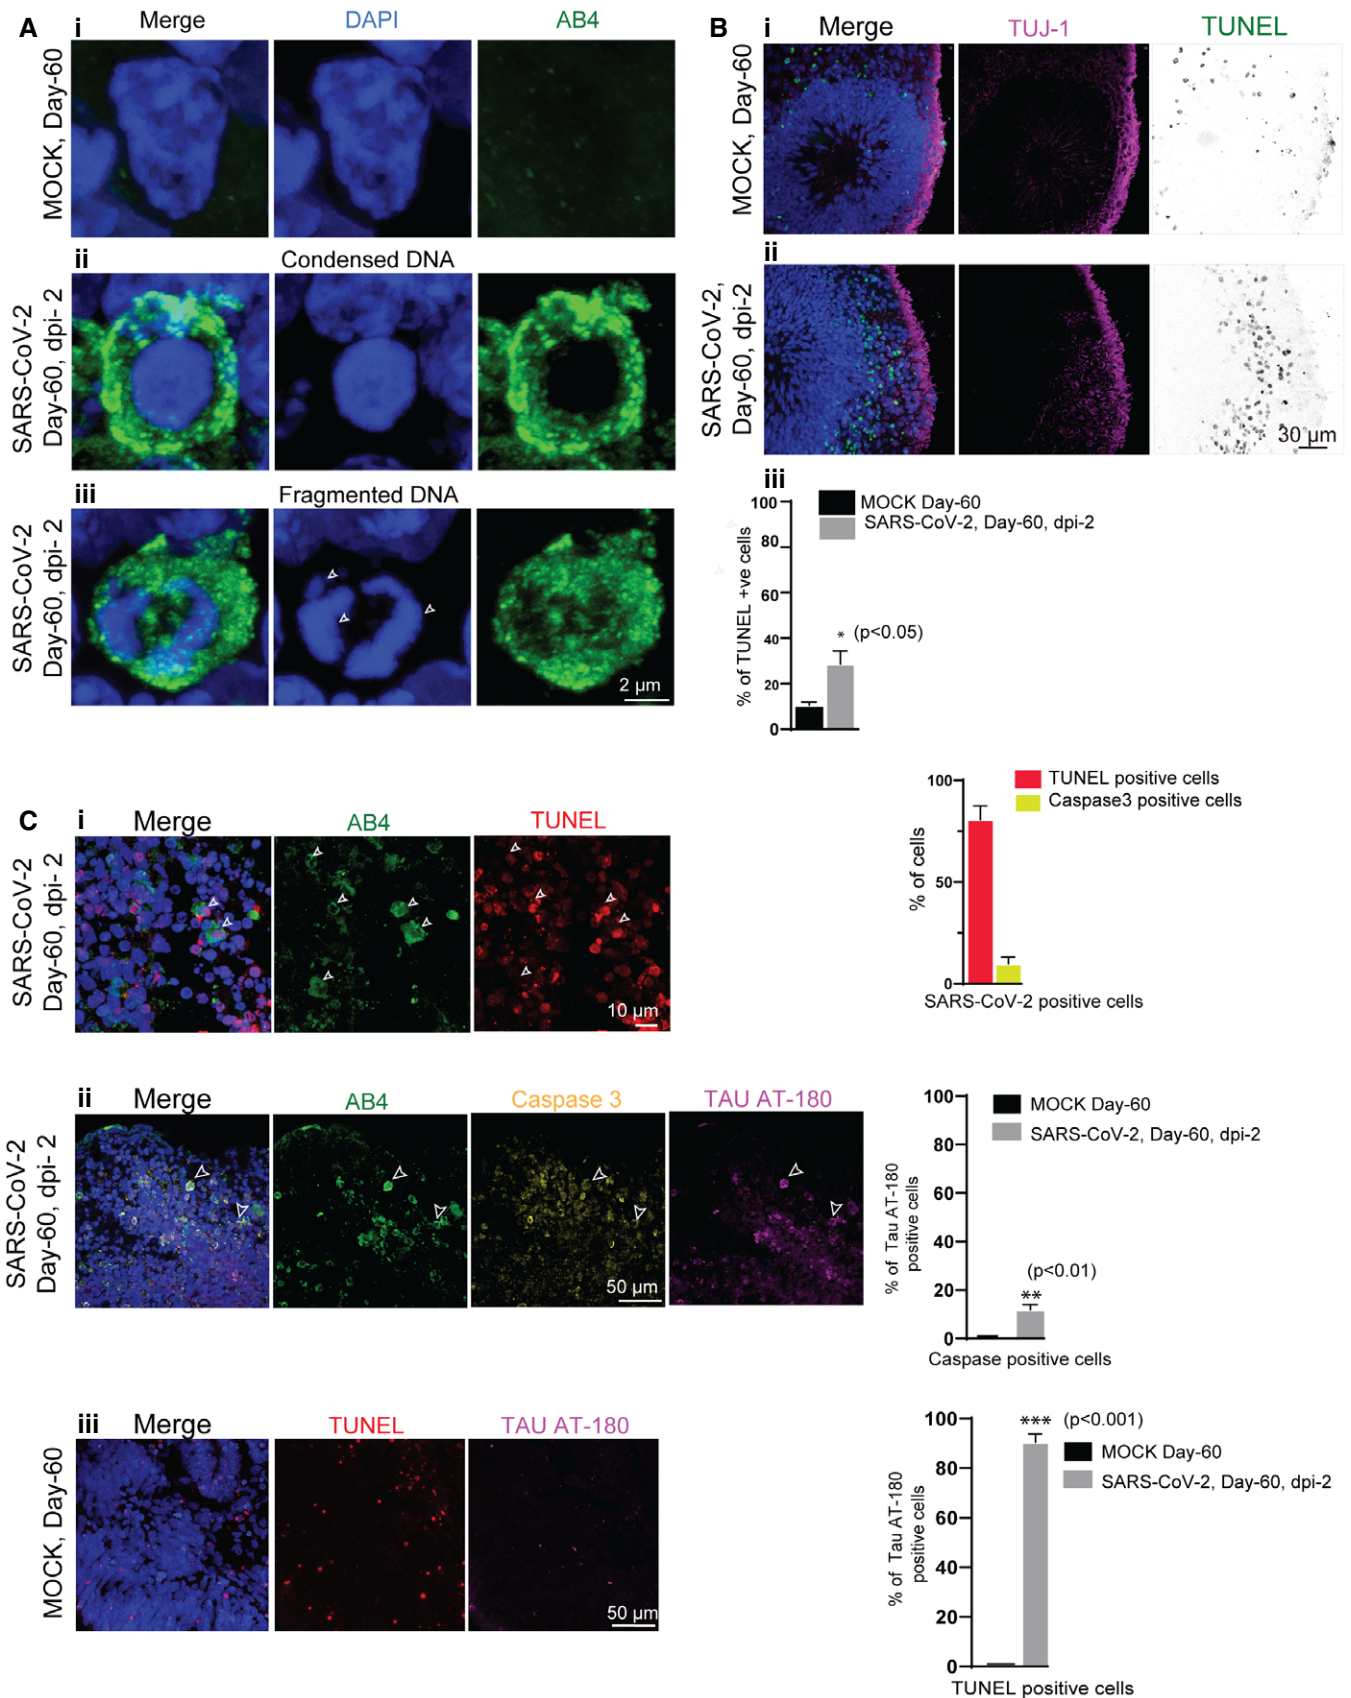 A
i
Merge
DAPI
AB4
MOCK, Day-60
ii
Condensed DNA
SARS-CoV-2
Day-60, dpi- 2
iii
Fragmented DNA
SARS-CoV-2
Day-60, dpi- 2
2 µm
B
i
Merge
TUJ-1
TUNEL
MOCK, Day-60
ii
SARS-CoV-2,
Day-60, dpi-2
30 µm
iii
% of TUNEL +ve cells
100
80
60
40
20
0
MOCK Day-60
SARS-CoV-2, Day-60, dpi-2
* (p<0.05)
C
i
Merge
AB4
TUNEL
SARS-CoV-2
Day-60, dpi- 2
10 µm
% of cells
100
50
0
TUNEL positive cells
Caspase3 positive cells
SARS-CoV-2 positive cells
ii
Merge
AB4
Caspase 3
TAU AT-180
SARS-CoV-2
Day-60, dpi- 2
50 µm
% of Tau AT-180
positive cells
100
80
60
40
20
0
MOCK Day-60
SARS-CoV-2, Day-60, dpi-2
(p<0.01)
**
Caspase positive cells
iii
Merge
TUNEL
TAU AT-180
MOCK, Day-60
50 µm
% of Tau AT-180
positive cells
100
80
60
40
20
0
*** (p<0.001)
MOCK Day-60
SARS-CoV-2, Day-60, dpi-2
TUNEL positive cells